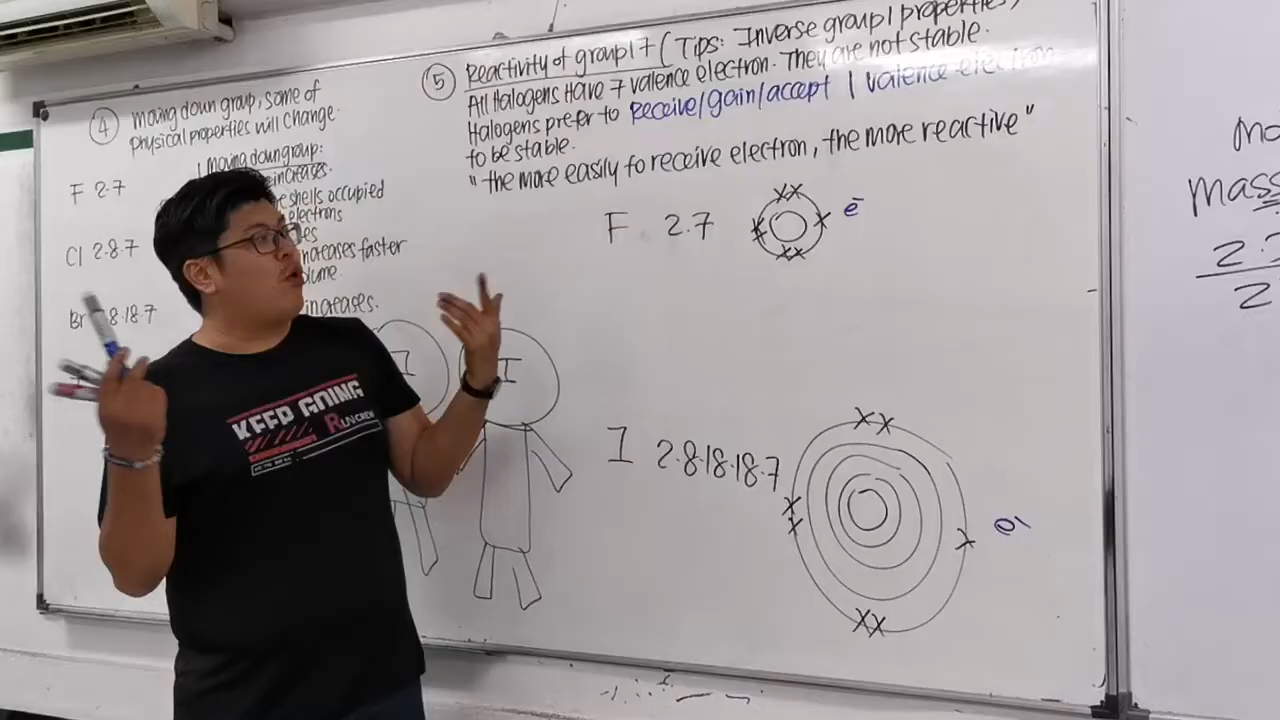 ④ moving down group, some of
physical properties will change.
moving down group:
increases.
F 2.7
shells occupied
electrons
Cl 2.8.7
increases faster
Br 8.18.7
increases.
⑤ Reactivity of group 17 (Tips: Inverse group 1 properties)
All Halogens have 7 valence electron. They are not stable.
Halogens prefer to receive/gain/accept 1 valence electron
to be stable.
"the more easily to receive electron, the more reactive"
F 2.7
e-
I I
I 2.8.18.18.7
KEEP GOING
RUNCREW
mass
2.
2